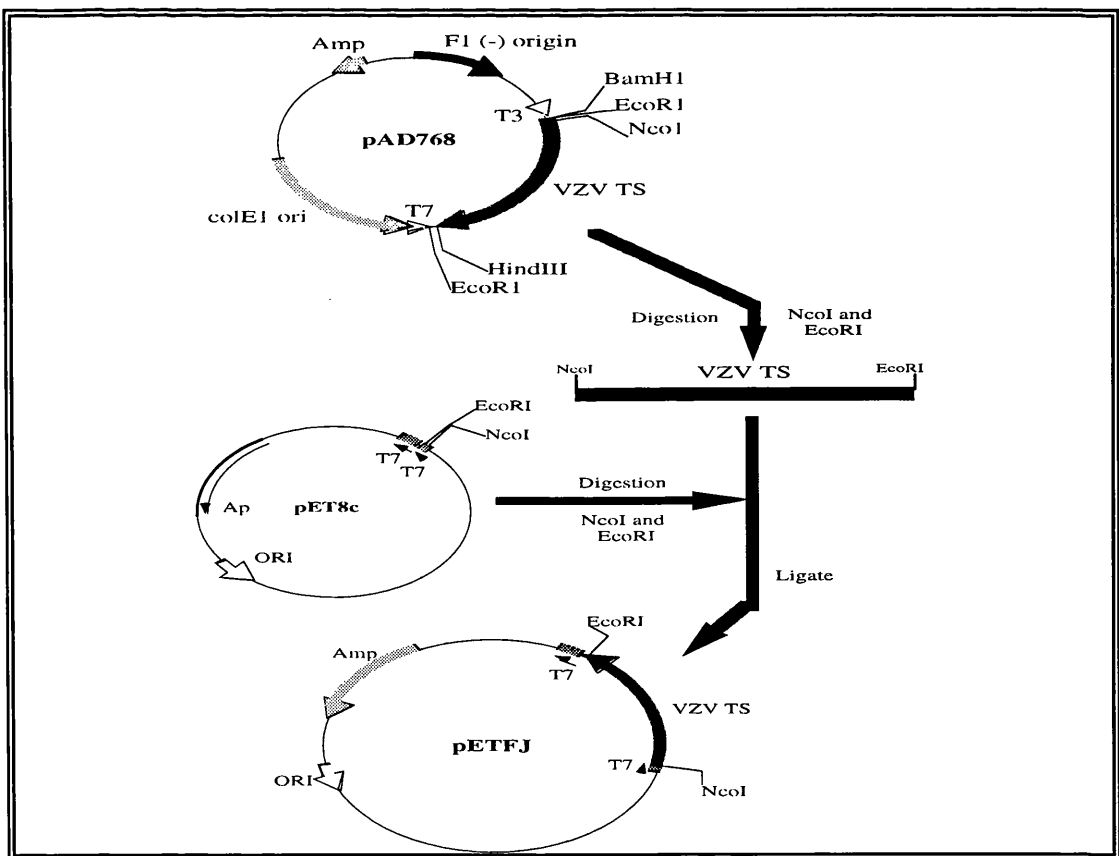 Amp
F1 (-) origin
BamH1
T3
EcoR1
Nco1
pAD768
VZV TS
colE1 ori
T7
HindIII
EcoR1
Digestion
NcoI and
EcoRI
NcoI
VZV TS
EcoRI
EcoRI
NcoI
T7
T7
Ap
pET8c
ORI
Digestion
NcoI and
EcoRI
Ligate
EcoRI
Amp
T7
VZV TS
pETFJ
T7
ORI
NcoI